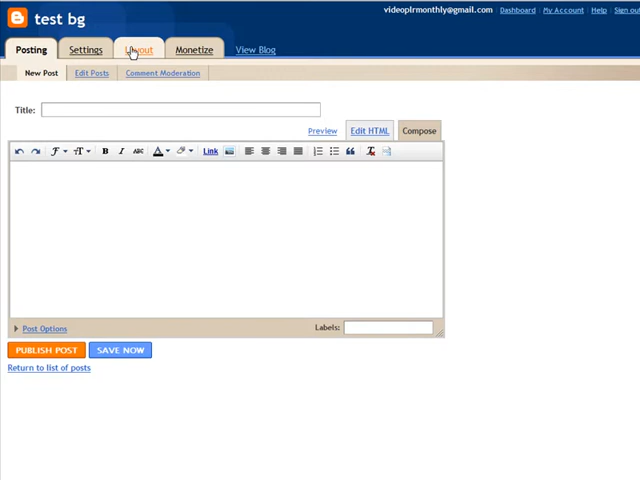 test bg
videoplrmonthly@gmail.com Dashboard | My Account | Help | Sign out
Posting Settings Layout Monetize View Blog
New Post Edit Posts Comment Moderation
Title:
Preview Edit HTML Compose
Link
Post Options Labels:
PUBLISH POST SAVE NOW
Return to list of posts